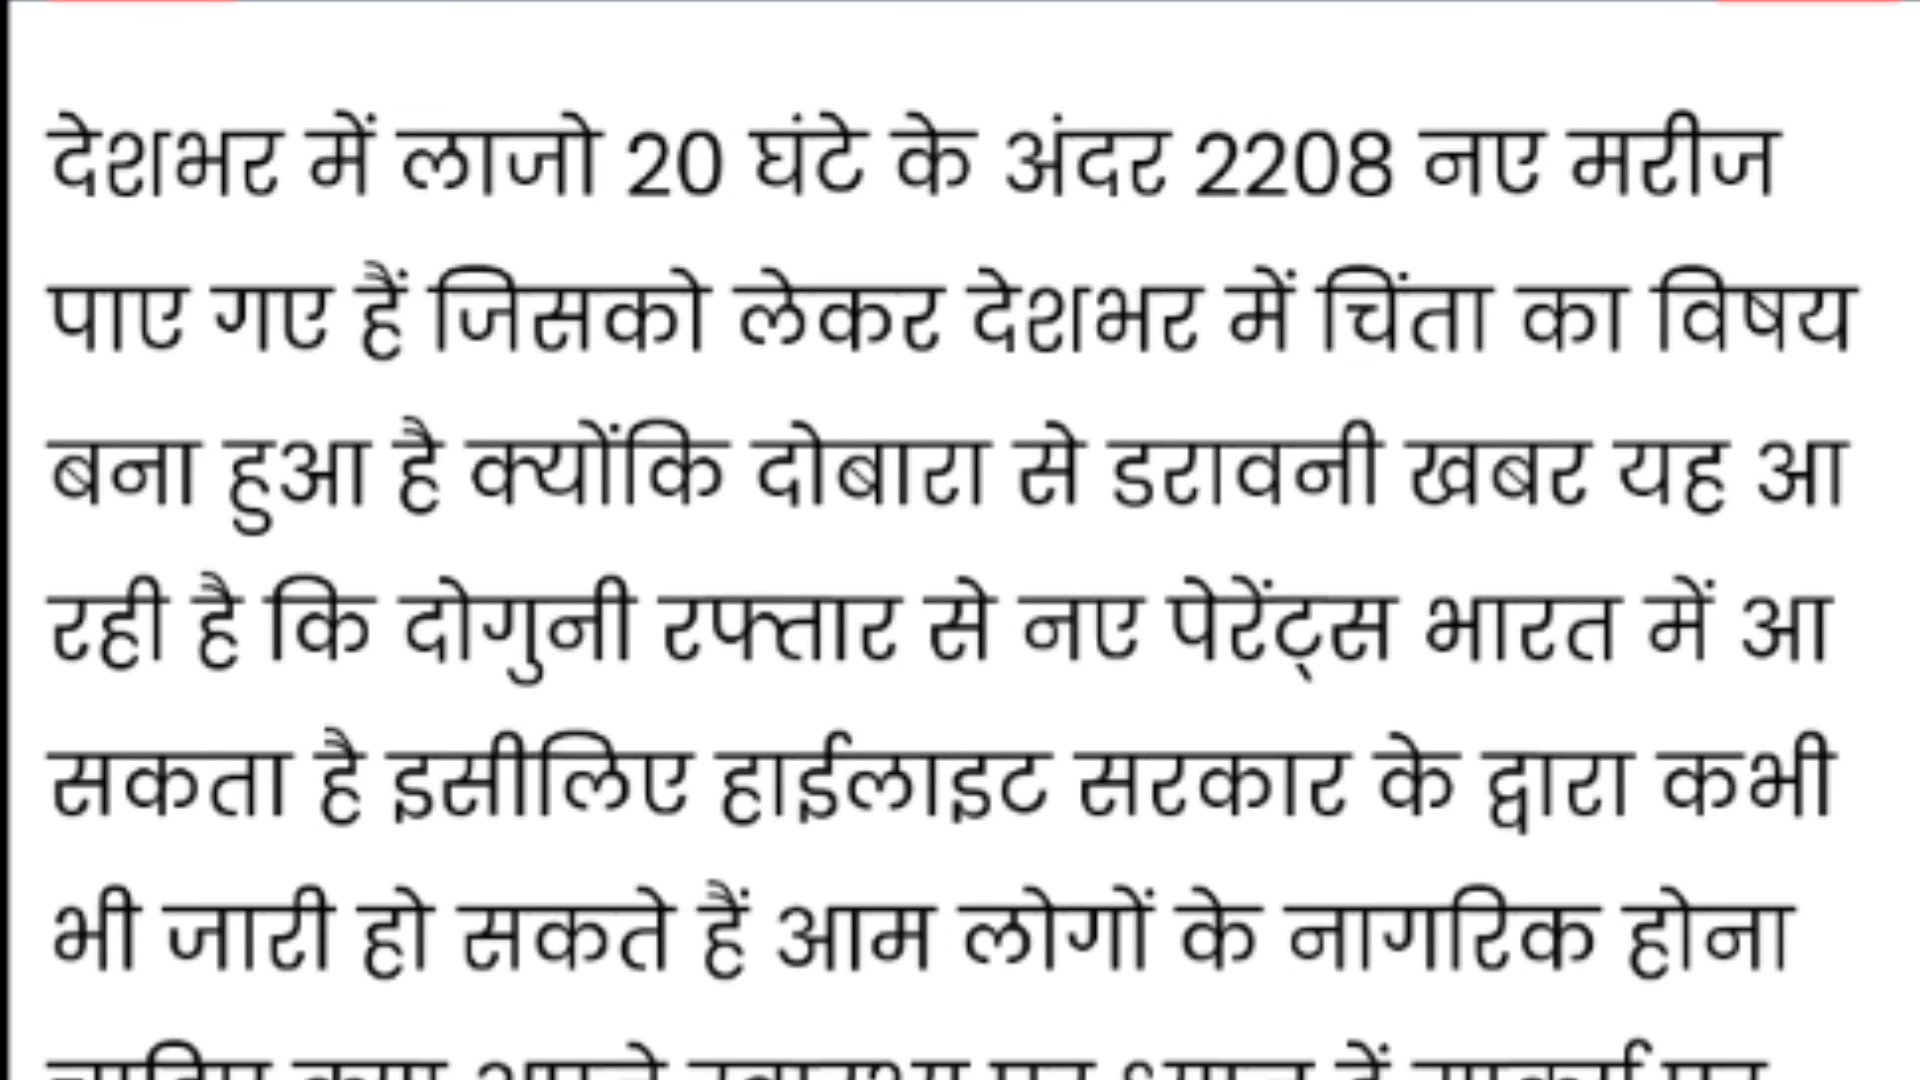 देशभर में लाजो 20 घंटे के अंदर 2208 नए मरीज
पाए गए हैं जिसको लेकर देशभर में चिंता का विषय
बना हुआ है क्योंकि दोबारा से डरावनी खबर यह आ
रही है कि दोगुनी रफ्तार से नए पेरेंट्स भारत में आ
सकता है इसीलिए हाईलाइट सरकार के द्वारा कभी
भी जारी हो सकते हैं आम लोगों के नागरिक होना